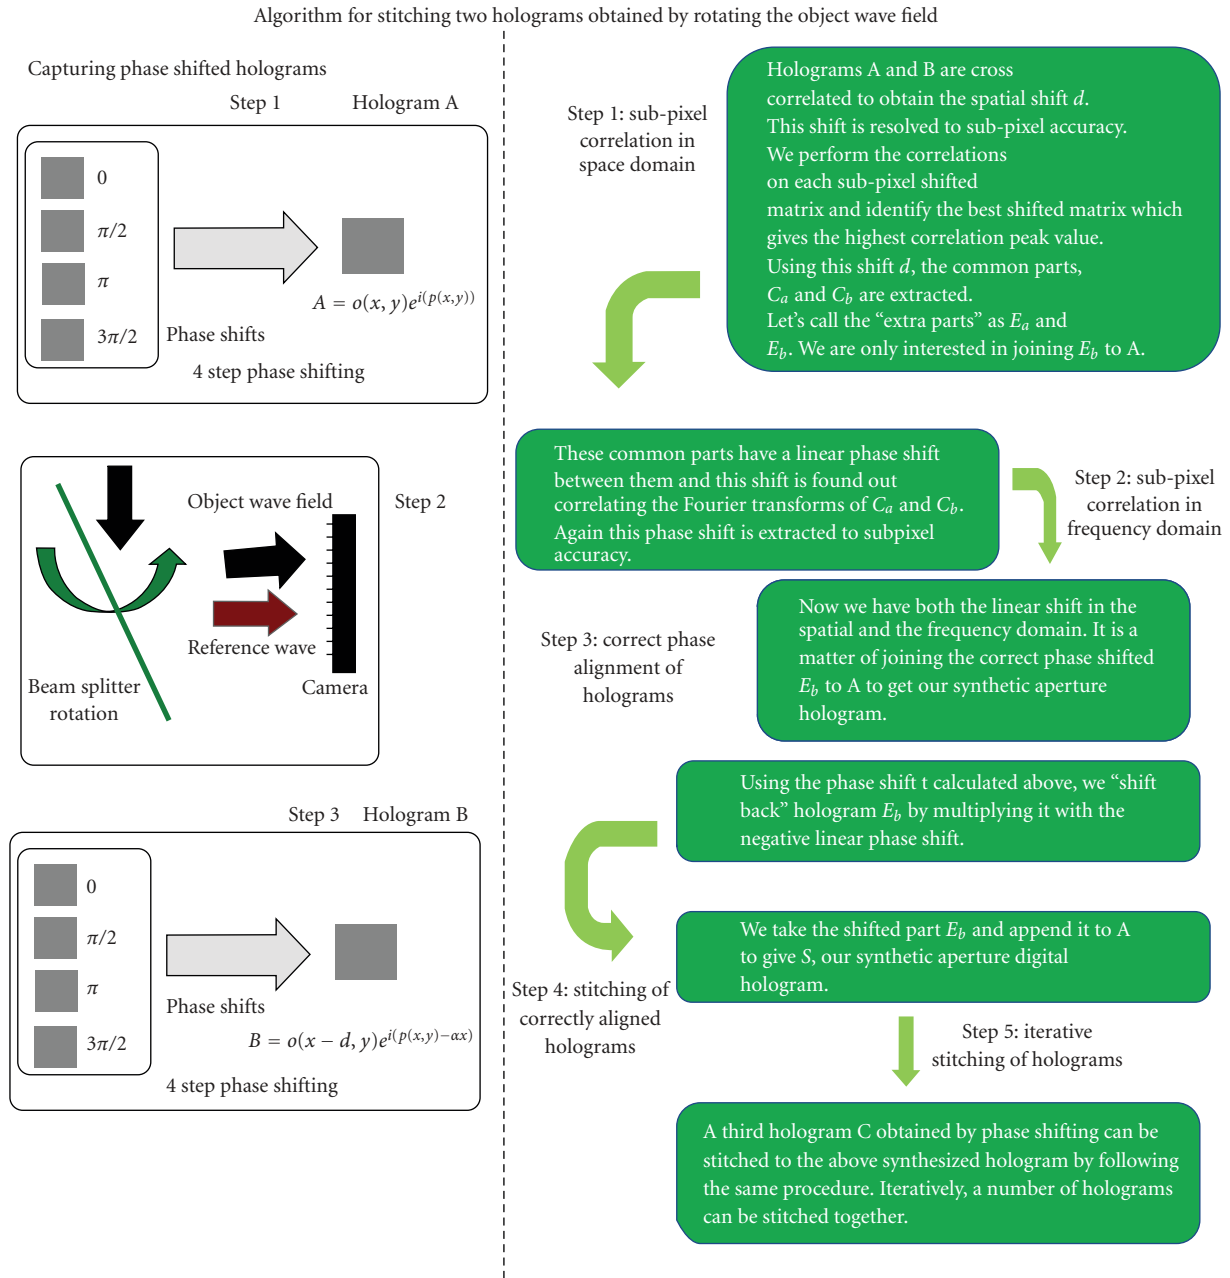 Algorithm for stitching two holograms obtained by rotating the object wave field
Capturing phase shifted holograms
Step 1
Hologram A
0
π/2
π
3π/2
Phase shifts
A = o(x, y)e^{i(p(x,y))}
4 step phase shifting
Step 2
Object wave field
Reference wave
Camera
Beam splitter
rotation
Step 3
Hologram B
0
π/2
π
3π/2
Phase shifts
B = o(x − d, y)e^{i(p(x,y)−αx)}
4 step phase shifting
Step 1: sub-pixel
correlation in
space domain
Holograms A and B are cross
correlated to obtain the spatial shift d.
This shift is resolved to sub-pixel accuracy.
We perform the correlations
on each sub-pixel shifted
matrix and identify the best shifted matrix which
gives the highest correlation peak value.
Using this shift d, the common parts,
C_a and C_b are extracted.
Let's call the “extra parts” as E_a and
E_b. We are only interested in joining E_b to A.
These common parts have a linear phase shift
between them and this shift is found out
correlating the Fourier transforms of C_a and C_b.
Again this phase shift is extracted to subpixel
accuracy.
Step 2: sub-pixel
correlation in
frequency domain
Step 3: correct phase
alignment of
holograms
Now we have both the linear shift in the
spatial and the frequency domain. It is a
matter of joining the correct phase shifted
E_b to A to get our synthetic aperture
hologram.
Using the phase shift t calculated above, we “shift
back” hologram E_b by multiplying it with the
negative linear phase shift.
Step 4: stitching of
correctly aligned
holograms
We take the shifted part E_b and append it to A
to give S, our synthetic aperture digital
hologram.
Step 5: iterative
stitching of holograms
A third hologram C obtained by phase shifting can be
stitched to the above synthesized hologram by following
the same procedure. Iteratively, a number of holograms
can be stitched together.